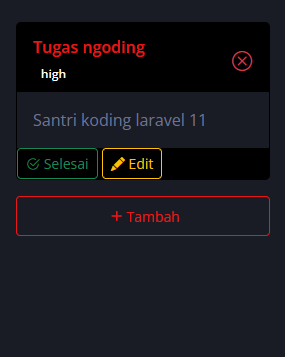 Tugas ngoding
high
Santri koding laravel 11
Selesai Edit
+ Tambah